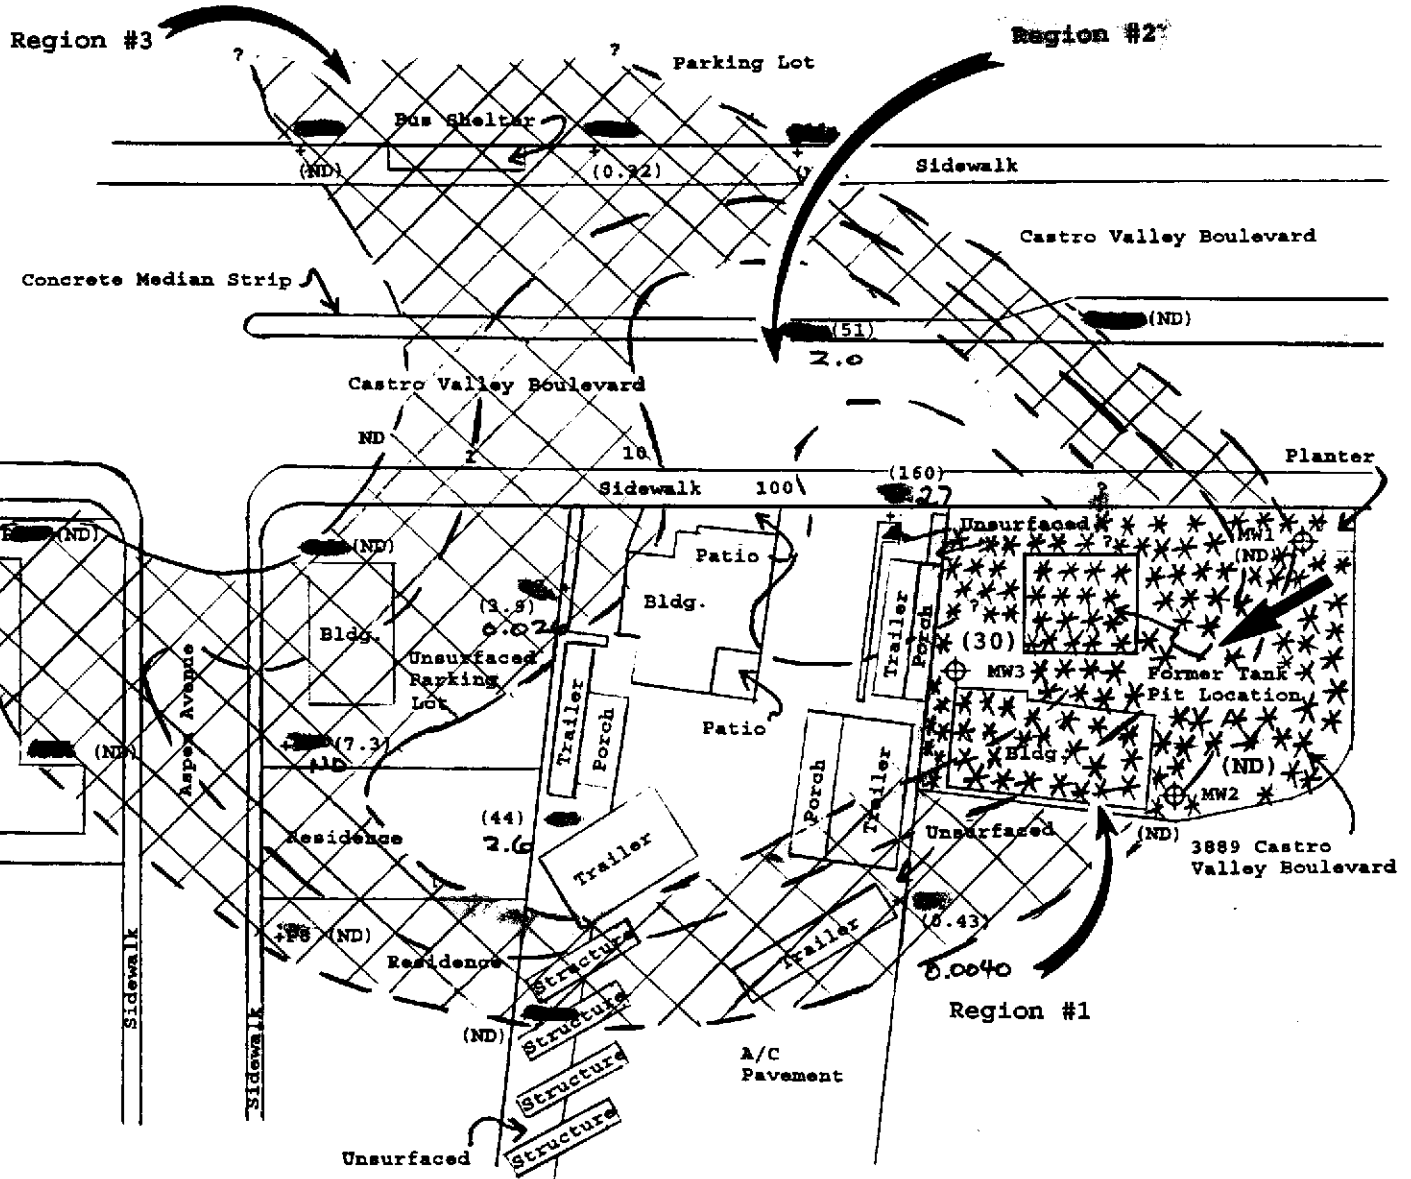 Region #3
Region #2
?
?
Parking Lot
Bus Shelter
(ND)
(0.22)
Sidewalk
Castro Valley Boulevard
Concrete Median Strip
(51)
2.0
(ND)
Castro Valley Boulevard
ND
1
10
100
Sidewalk
(160)
27
Planter
(ND)
(ND)
Unsurfaced
?
?
MW1
(ND)
Patio
Bldg.
(3.9)
Bldg.
Unsurfaced
Parking
Lot
Trailer
Porch
?
(30)
MW3
Former Tank
Pit Location
Aspen Avenue
Trailer
Porch
Patio
(ND)
(7.3)
ND
Porch
Trailer
Bldg.
(ND)
MW2
(44)
2.6
Residence
Trailer
Unsurfaced
(ND)
3889 Castro
Valley Boulevard
(ND)
(0.43)
Residence
Structure
Trailer
0.0040
Region #1
Sidewalk
Sidewalk
(ND)
Structure
A/C
Pavement
Structure
Structure
Unsurfaced